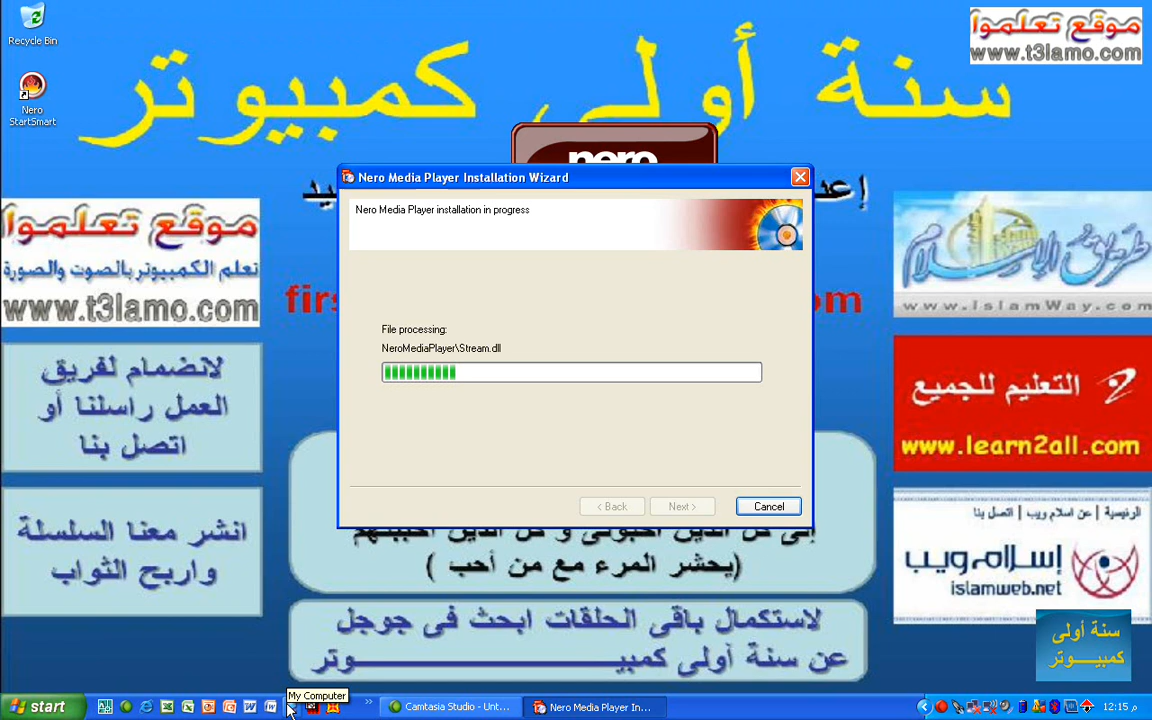 Recycle Bin
Nero
StartSmart
سنة أولى كمبيوتر
موقع تعلموا
www.t3lamo.com
nero
Nero Media Player Installation Wizard
Nero Media Player installation in progress
File processing:
NeroMediaPlayer\Stream.dll
< Back
Next >
Cancel
موقع تعلموا
تعلم الكمبيوتر بالصوت والصورة
www.t3lamo.com
لانضمام لفريق
العمل راسلنا أو
اتصل بنا
انشر معنا السلسلة
واربح الثواب
طريق الإسلام
www.IslamWay.com
التعليم للجميع
www.learn2all.com
الرئيسية | عن اسلام ويب | اتصل بنا
إسلام ويب
islamweb.net
(يحشر المرء مع من أحب )
لاستكمال باقى الحلقات ابحث فى جوجل
عن سنة أولى كمبيـــوتر
سنة أولى
كمبيـــوتر
My Computer
start
Camtasia Studio - Unt...
Nero Media Player In...
12:15 م